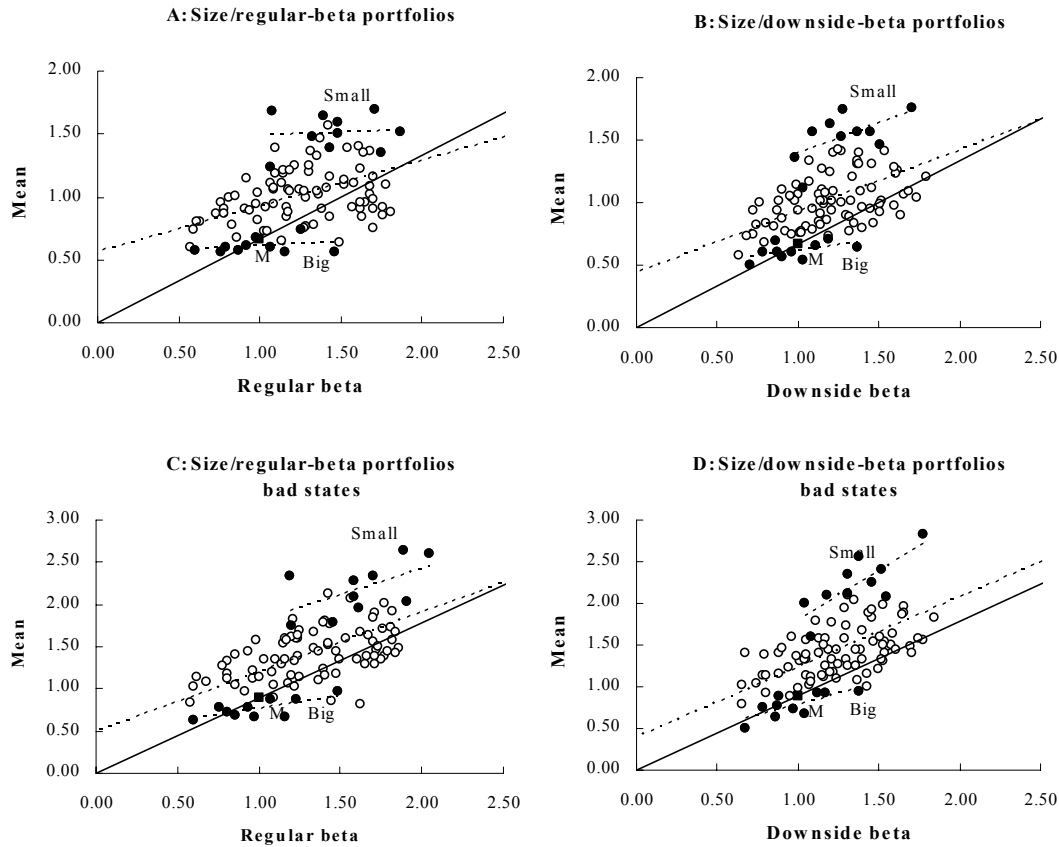 A: Size/regular-beta portfolios
2.00
1.50
1.00
0.50
0.00
Mean
Small
M
Big
0.00 0.50 1.00 1.50 2.00 2.50
Regular beta
B: Size/downside-beta portfolios
2.00
1.50
1.00
0.50
0.00
Mean
Small
M
Big
0.00 0.50 1.00 1.50 2.00 2.50
Downside beta
C: Size/regular-beta portfolios
bad states
3.00
2.50
2.00
1.50
1.00
0.50
0.00
Mean
Small
M
Big
0.00 0.50 1.00 1.50 2.00 2.50
Regular beta
D: Size/downside-beta portfolios
bad states
3.00
2.50
2.00
1.50
1.00
0.50
0.00
Mean
Small
M
Big
0.00 0.50 1.00 1.50 2.00 2.50
Downside beta